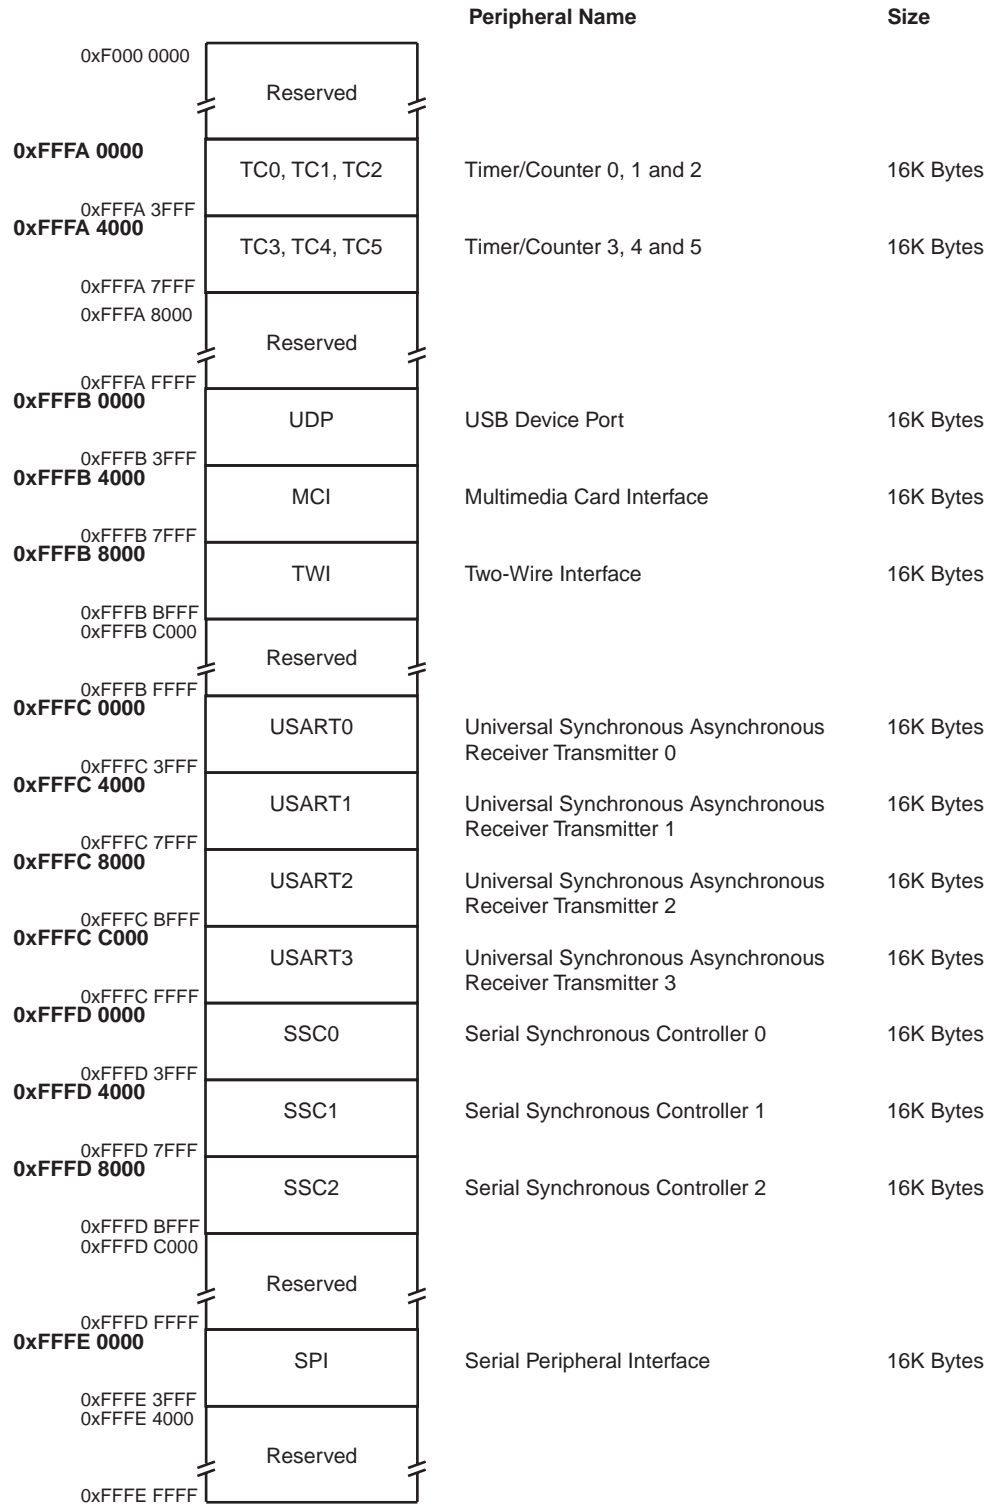 Peripheral Name Size
0xF000 0000
Reserved
0xFFFA 0000
TC0, TC1, TC2 Timer/Counter 0, 1 and 2 16K Bytes
0xFFFA 3FFF
0xFFFA 4000
TC3, TC4, TC5 Timer/Counter 3, 4 and 5 16K Bytes
0xFFFA 7FFF
0xFFFA 8000
Reserved
0xFFFA FFFF
0xFFFB 0000
UDP USB Device Port 16K Bytes
0xFFFB 3FFF
0xFFFB 4000
MCI Multimedia Card Interface 16K Bytes
0xFFFB 7FFF
0xFFFB 8000
TWI Two-Wire Interface 16K Bytes
0xFFFB BFFF
0xFFFB C000
Reserved
0xFFFB FFFF
0xFFFC 0000
USART0 Universal Synchronous Asynchronous 16K Bytes
Receiver Transmitter 0
0xFFFC 3FFF
0xFFFC 4000
USART1 Universal Synchronous Asynchronous 16K Bytes
Receiver Transmitter 1
0xFFFC 7FFF
0xFFFC 8000
USART2 Universal Synchronous Asynchronous 16K Bytes
Receiver Transmitter 2
0xFFFC BFFF
0xFFFC C000
USART3 Universal Synchronous Asynchronous 16K Bytes
Receiver Transmitter 3
0xFFFC FFFF
0xFFFD 0000
SSC0 Serial Synchronous Controller 0 16K Bytes
0xFFFD 3FFF
0xFFFD 4000
SSC1 Serial Synchronous Controller 1 16K Bytes
0xFFFD 7FFF
0xFFFD 8000
SSC2 Serial Synchronous Controller 2 16K Bytes
0xFFFD BFFF
0xFFFD C000
Reserved
0xFFFD FFFF
0xFFFE 0000
SPI Serial Peripheral Interface 16K Bytes
0xFFFE 3FFF
0xFFFE 4000
Reserved
0xFFFE FFFF